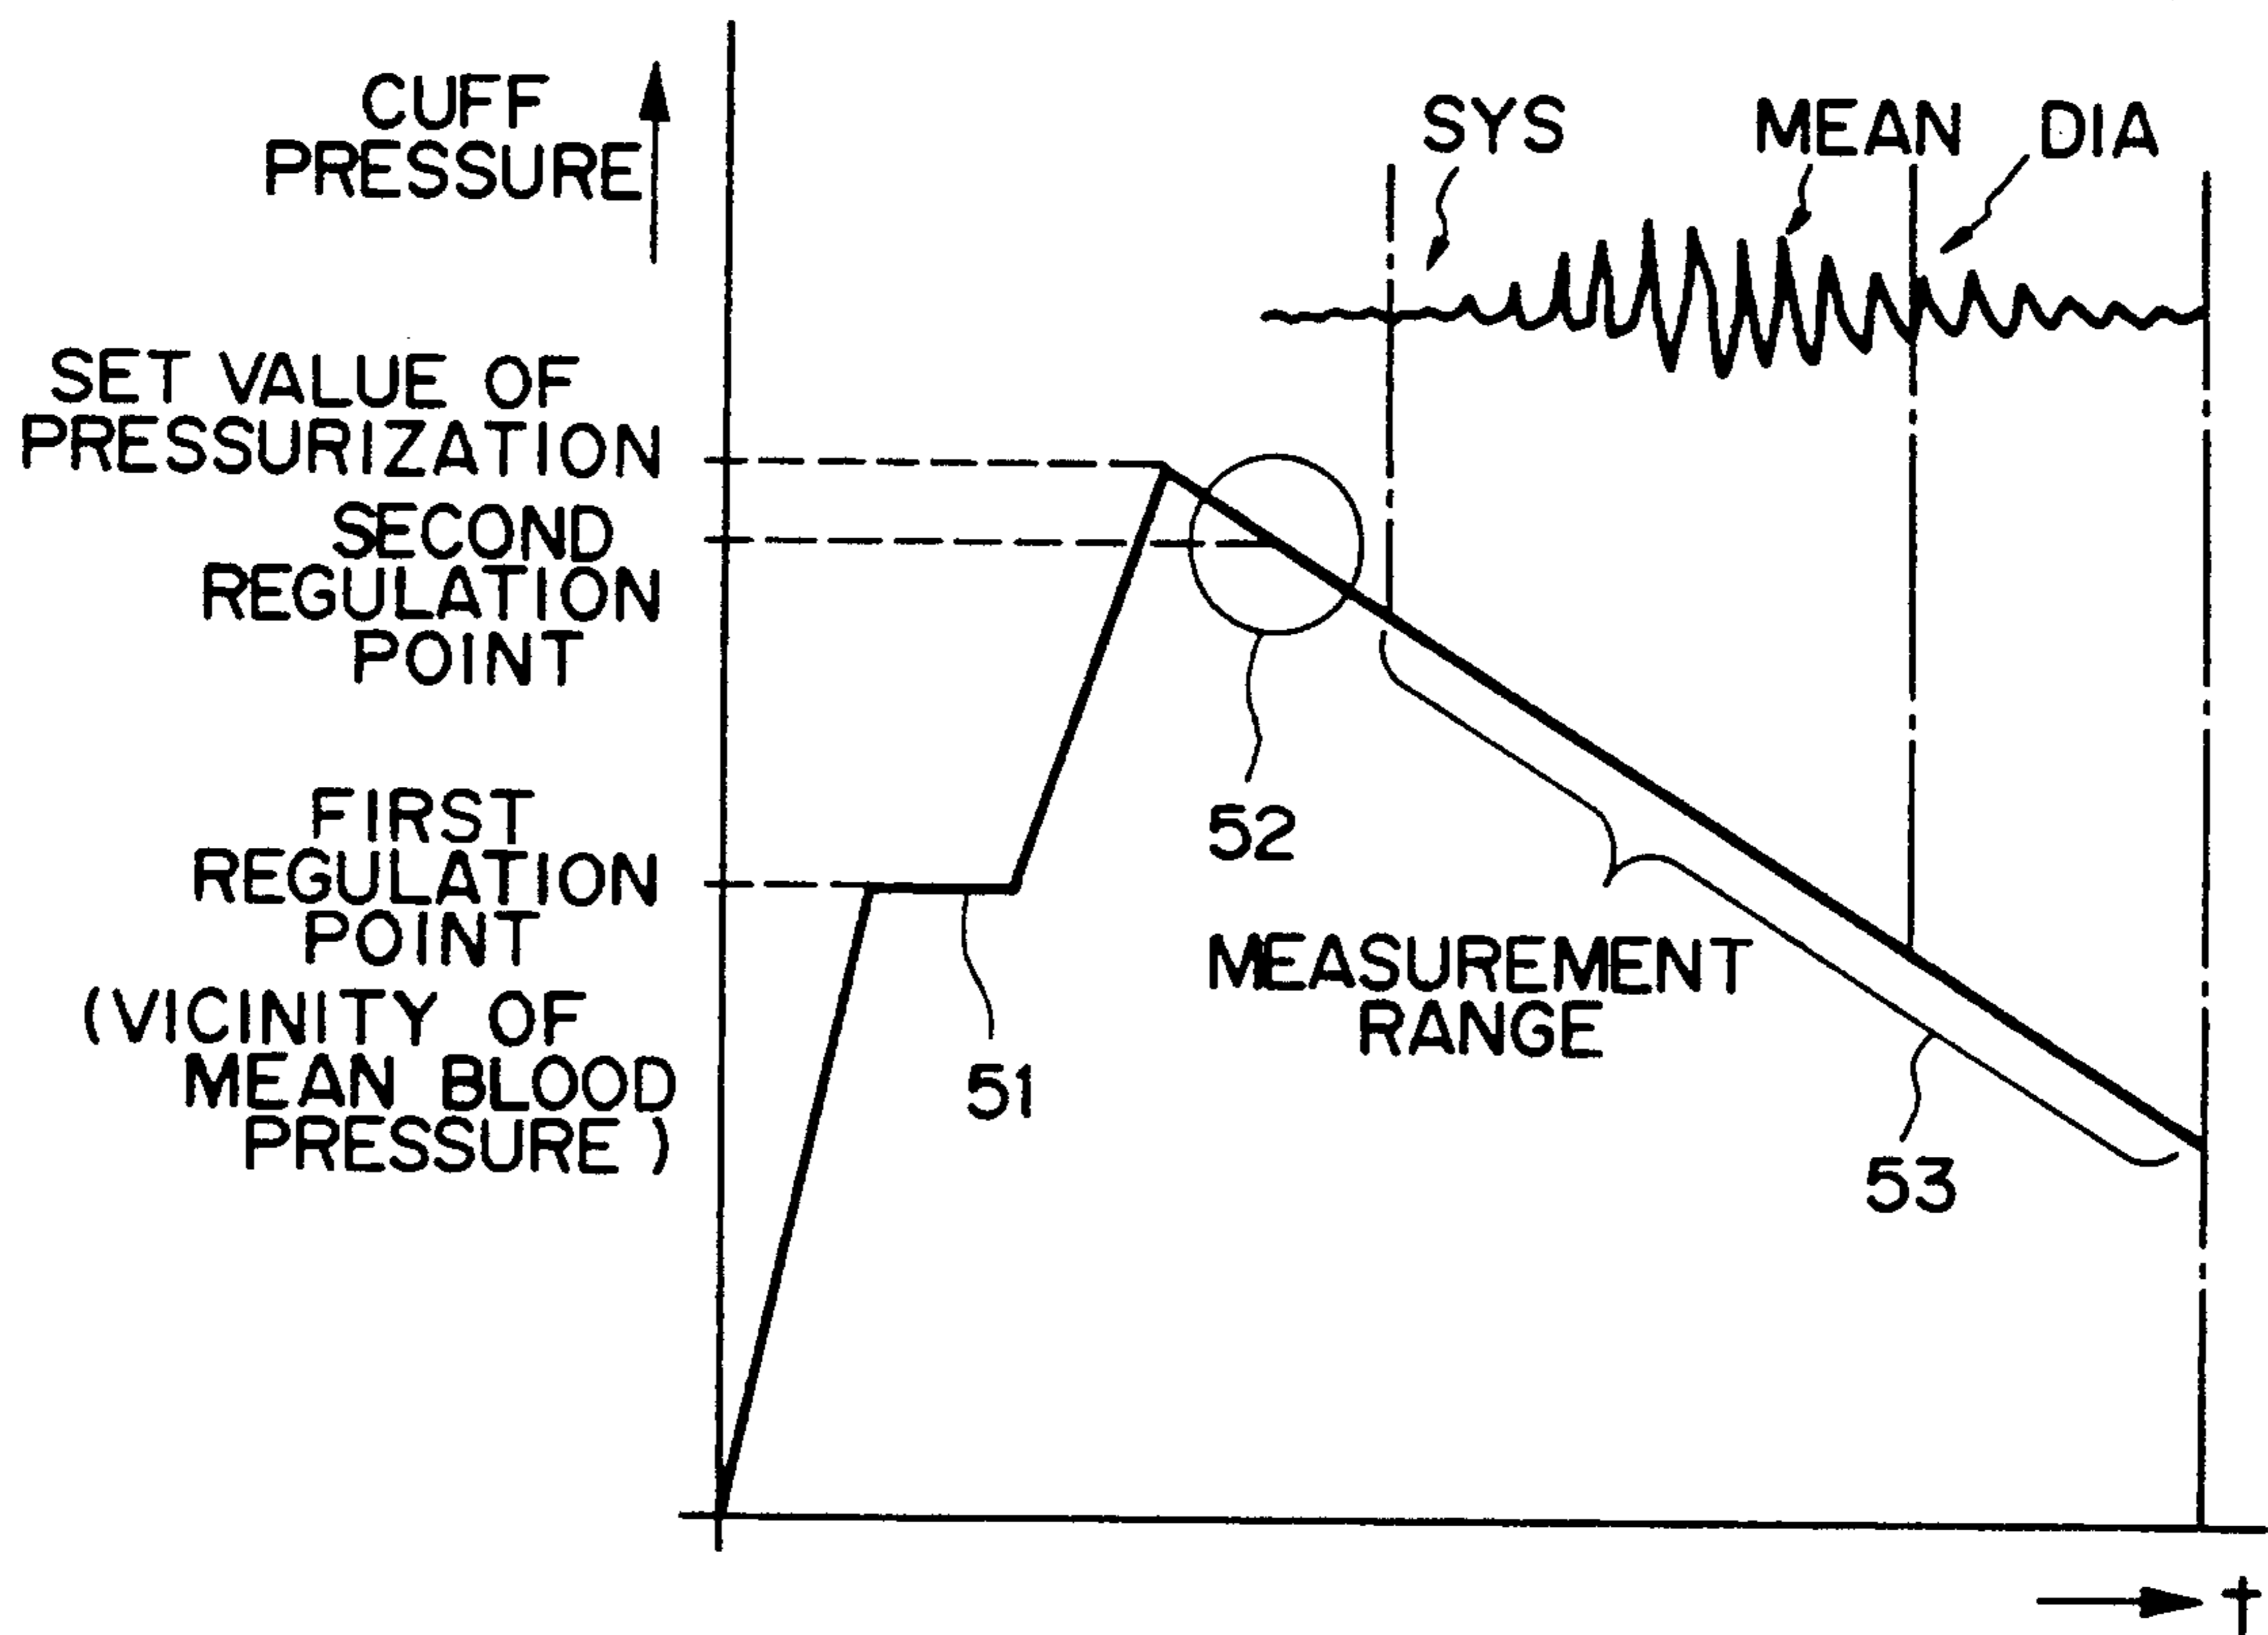 CUFF
PRESSURE
SYS
MEAN
DIA
SET VALUE OF
PRESSURIZATION
SECOND
REGULATION
POINT
52
FIRST
REGULATION
POINT
(VICINITY OF
MEAN BLOOD
PRESSURE)
51
MEASUREMENT
RANGE
53
t